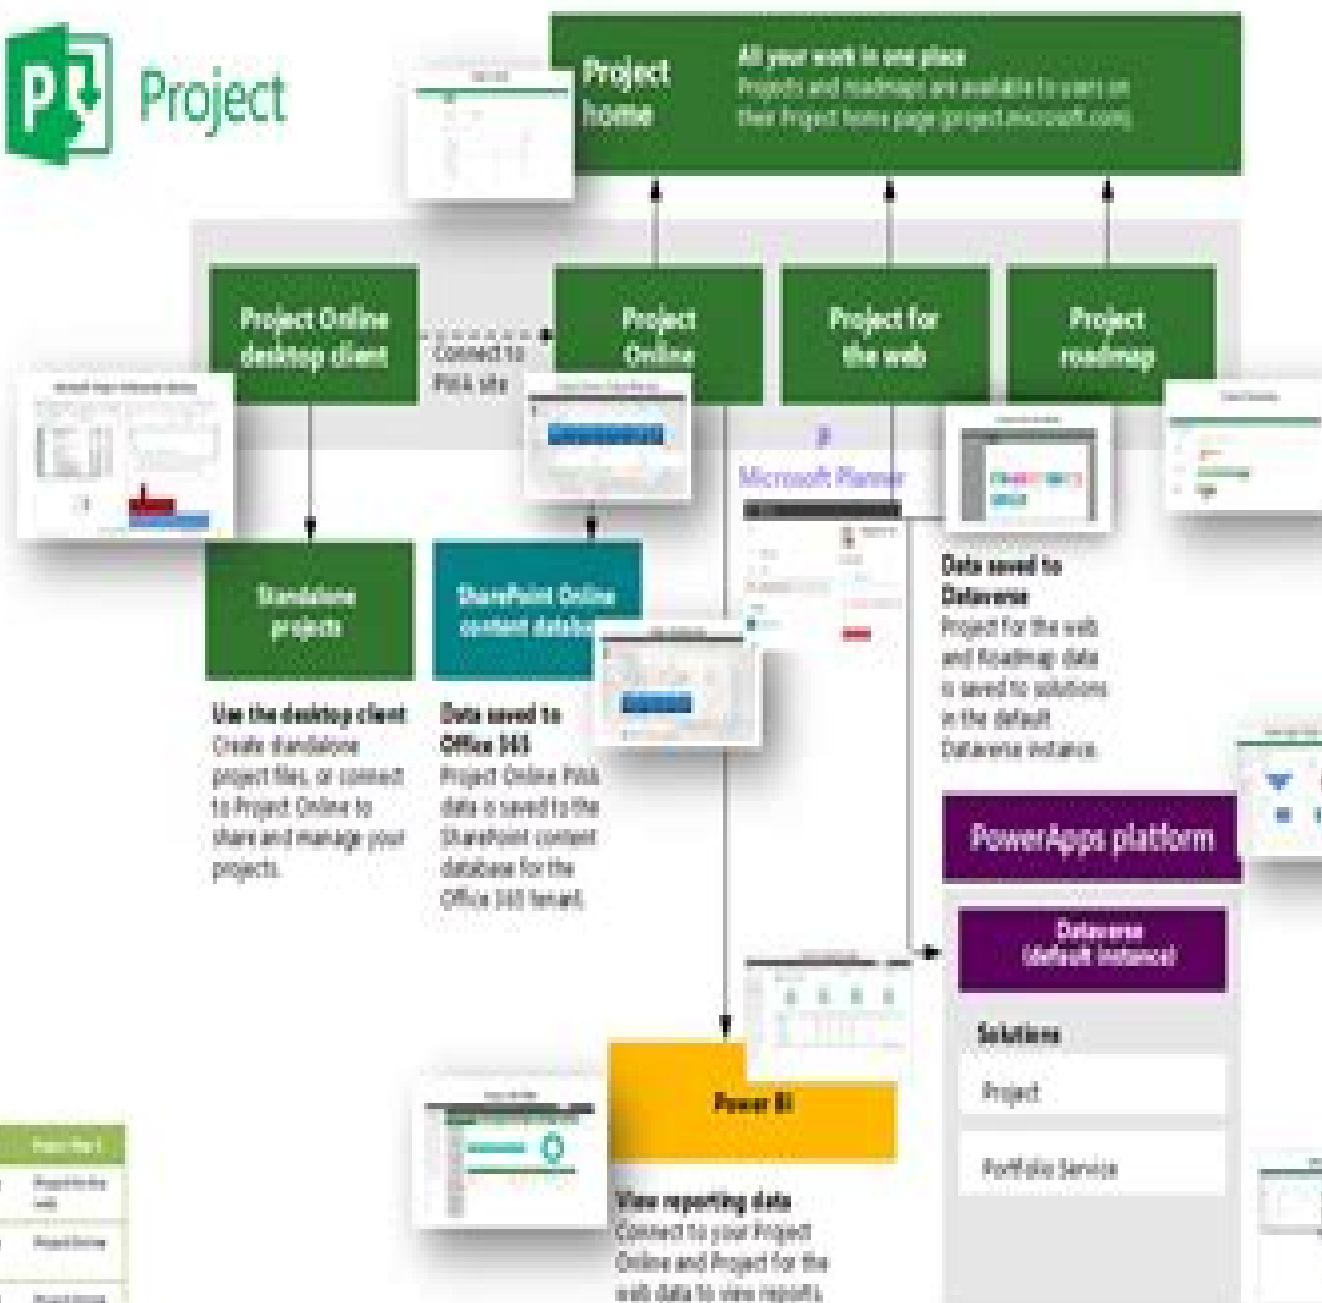 Project
Project
home
All your work in one place
Projects and roadmaps are available to users on
their Project home page (project.microsoft.com).
Project Online
desktop client
Connect to
PWA site
Project
Online
Project for
the web
Project
roadmap
Microsoft Planner
Standalone
projects
SharePoint Online
content
Use the desktop client
Create standalone
project files, or connect
to Project Online to
share and manage your
projects.
Data saved to
Office 365
Project Online PWA
data is saved to the
SharePoint content
database for the
Office 365 tenant.
Data saved to
Dataverse
Project for the web
and Roadmap data
is saved to solutions
in the default
Dataverse instance.
PowerApps platform
Dataverse
(default instance)
Solutions
Project
Portfolio Service
Power BI
View reporting data
Connect to your Project
Online and Project for the
web data to view reports.